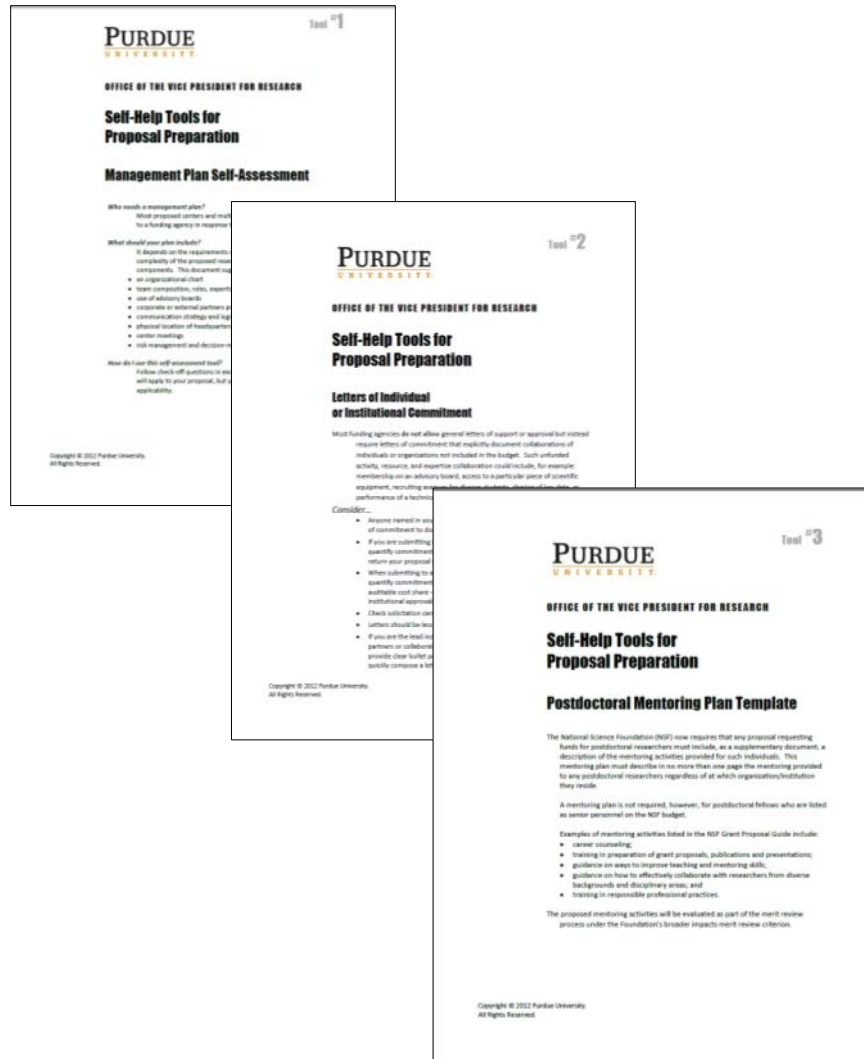 Tool #1
PURDUE
UNIVERSITY
OFFICE OF THE VICE PRESIDENT FOR RESEARCH
Self-Help Tools for
Proposal Preparation
Management Plan Self-Assessment
Who needs a management plan?
Most proposed centers and
to a funding agency in response
What should your plan include?
It depends on the requirements
complexity of the proposed
components. This document
• an organizational chart
• team composition, roles,
• use of advisory boards
• corporate or external partners
• communication strategy and
• physical location of headquarters
• center meetings
• risk management and decision
How do I use this self-assessment tool?
Follow check-off questions in
will apply to your proposal, but
applicability.
Copyright © 2012 Purdue University.
All Rights Reserved.
Tool #2
PURDUE
UNIVERSITY
OFFICE OF THE VICE PRESIDENT FOR RESEARCH
Self-Help Tools for
Proposal Preparation
Letters of Individual
or Institutional Commitment
Most funding agencies do not allow general letters of support or approval but instead
require letters of commitment that explicitly document collaborations of
individuals or organizations not included in the budget. Such unfunded
activity, resource, and expertise collaboration could include, for example:
membership on an advisory board, access to a particular piece of scientific
equipment, recruiting
performance of a
Consider...
• Anyone named in
of commitment to
• If you are submitting
quantify commitment
return your proposal
• When submitting to
quantify commitment
auditable cost share
institutional approval
• Check solicitation
• Letters should be
• If you are the lead
partners or
provide clear bullet
quickly compose a
Copyright © 2012 Purdue University.
All Rights Reserved.
Tool #3
PURDUE
UNIVERSITY
OFFICE OF THE VICE PRESIDENT FOR RESEARCH
Self-Help Tools for
Proposal Preparation
Postdoctoral Mentoring Plan Template
The National Science Foundation (NSF) now requires that any proposal requesting
funds for postdoctoral researchers must include, as a supplementary document, a
description of the mentoring activities provided for such individuals. This
mentoring plan must describe in no more than one page the mentoring provided
to any postdoctoral researchers regardless of at which organization/institution
they reside.
A mentoring plan is not required, however, for postdoctoral fellows who are listed
as senior personnel on the NSF budget.
Examples of mentoring activities listed in the NSF Grant Proposal Guide include:
• career counseling;
• training in preparation of grant proposals, publications and presentations;
• guidance on ways to improve teaching and mentoring skills;
• guidance on how to effectively collaborate with researchers from diverse
backgrounds and disciplinary areas; and
• training in responsible professional practices.
The proposed mentoring activities will be evaluated as part of the merit review
process under the Foundation's broader impacts merit review criterion.
Copyright © 2012 Purdue University.
All Rights Reserved.